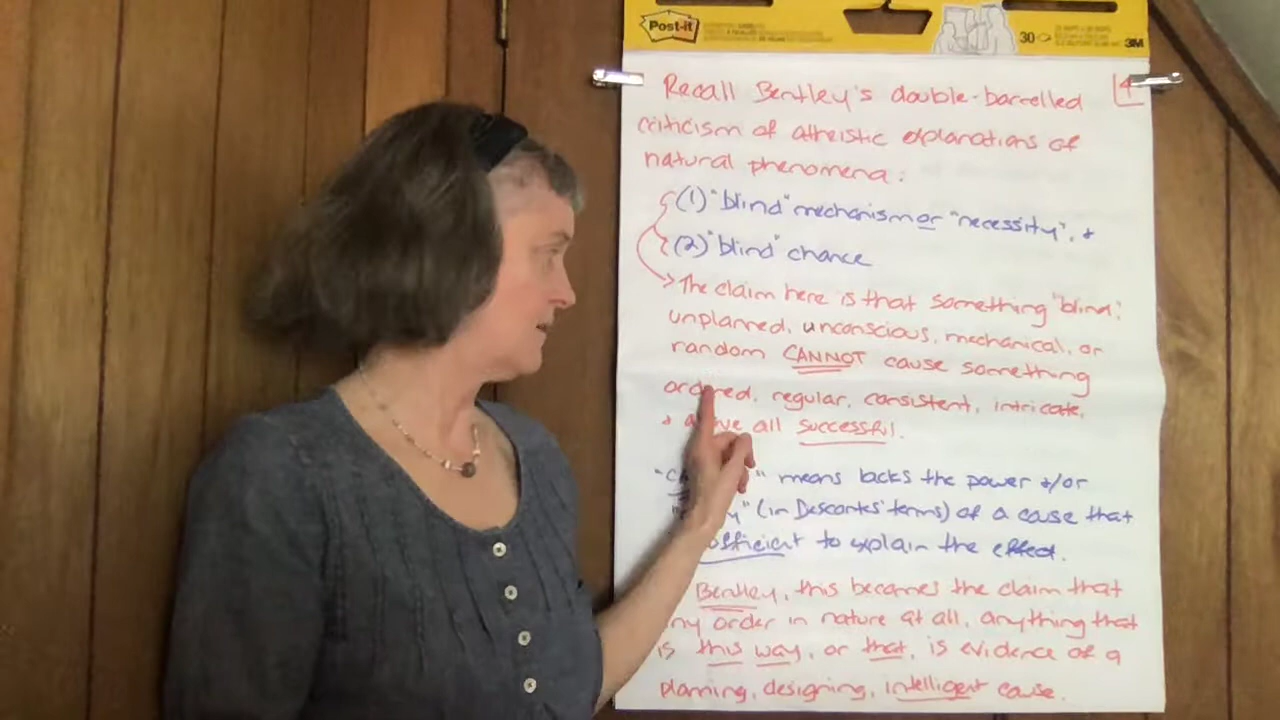 Post-it
30
3M
4
Recall Bentley's double-barrelled
criticism of atheistic explanations of
natural phenomena:
(1) "blind" mechanism or "necessity", +
(2) "blind" chance
The claim here is that something "blind",
unplanned, unconscious, mechanical, or
random CANNOT cause something
ordered, regular, consistent, intricate,
+ all successful.
" means lacks the power +/or
" (in Descartes' terms) of a cause that
to explain the effect.
Bentley, this becomes the claim that
order in nature at all, anything that
is this way, or that, is evidence of a
planning, designing, intelligent cause.